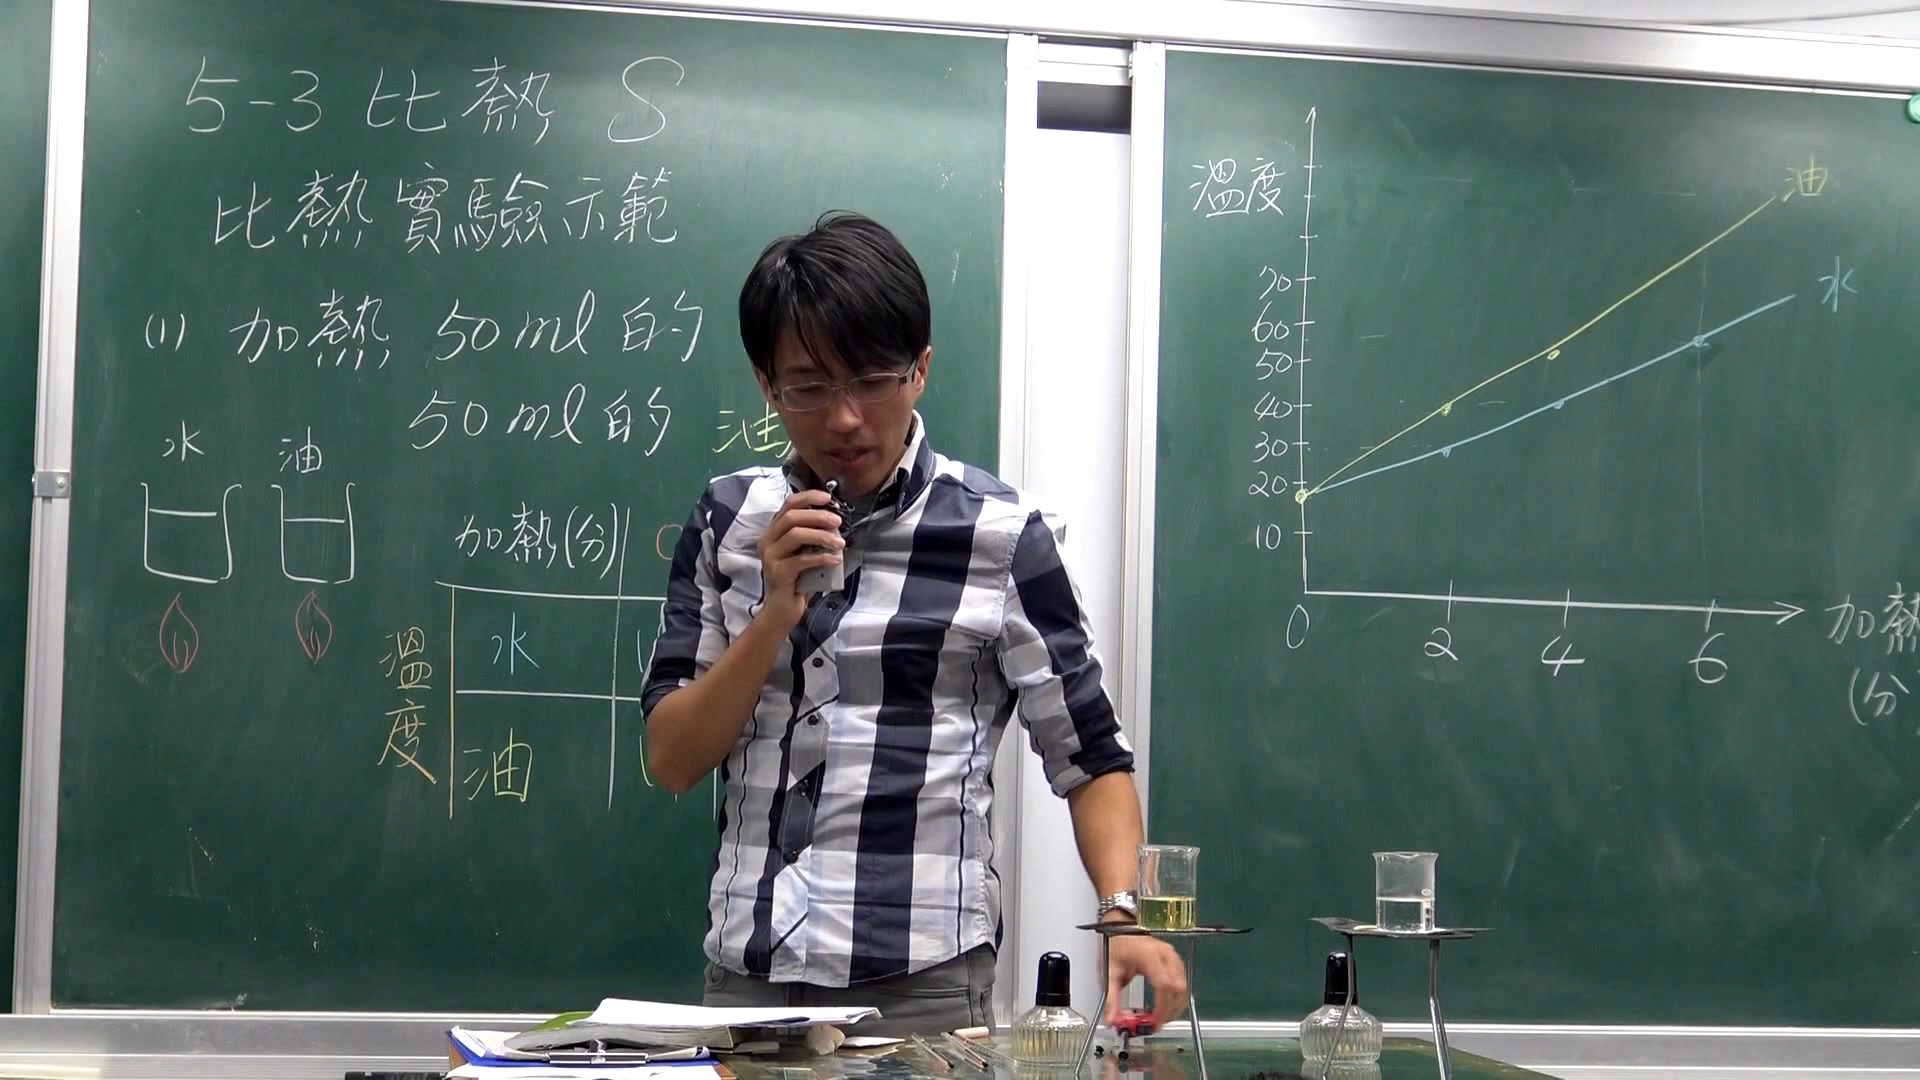 5-3 比熱 S
比熱實驗示範
(1) 加熱 50ml 的
50ml 的 油
水 油
加熱(分) 0
溫度
水
油
溫度
70
60
50
40
30
20
10
0 2 4 6
加熱
(分
油
水